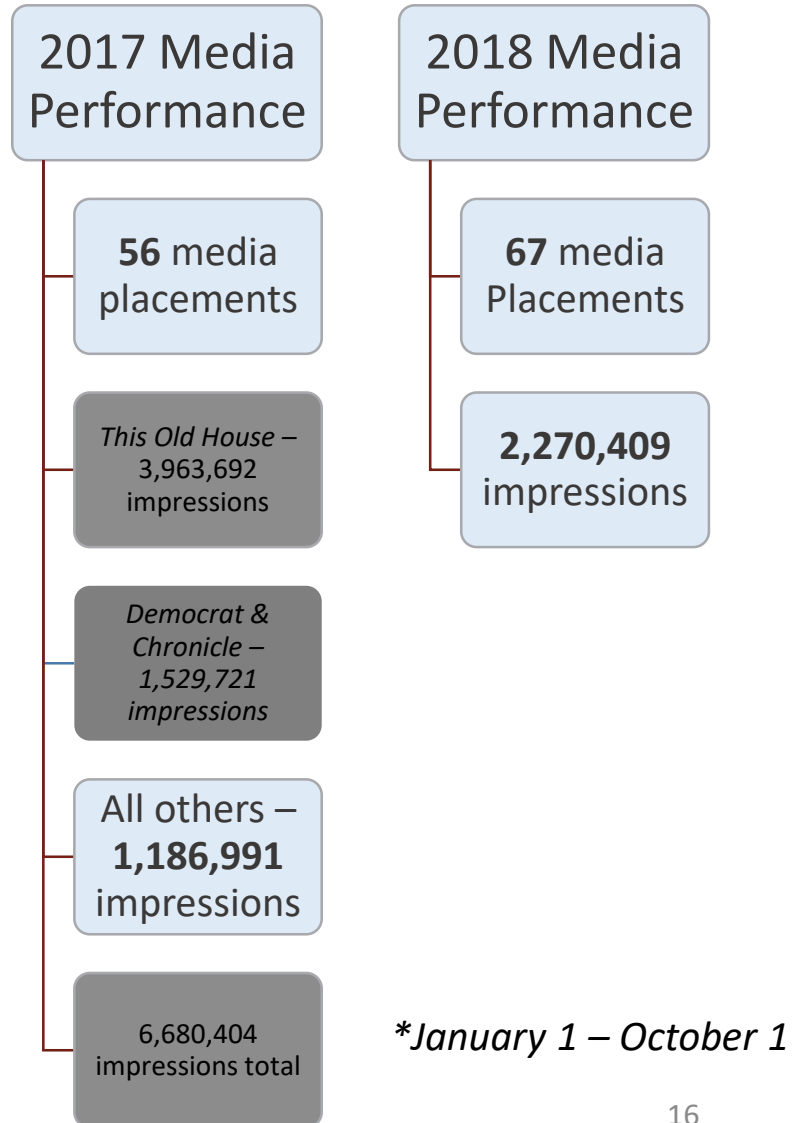 2017 Media
Performance
56 media
placements
This Old House –
3,963,692
impressions
Democrat &
Chronicle –
1,529,721
impressions
All others –
1,186,991
impressions
6,680,404
impressions total
2018 Media
Performance
67 media
Placements
2,270,409
impressions
*January 1 – October 1
16